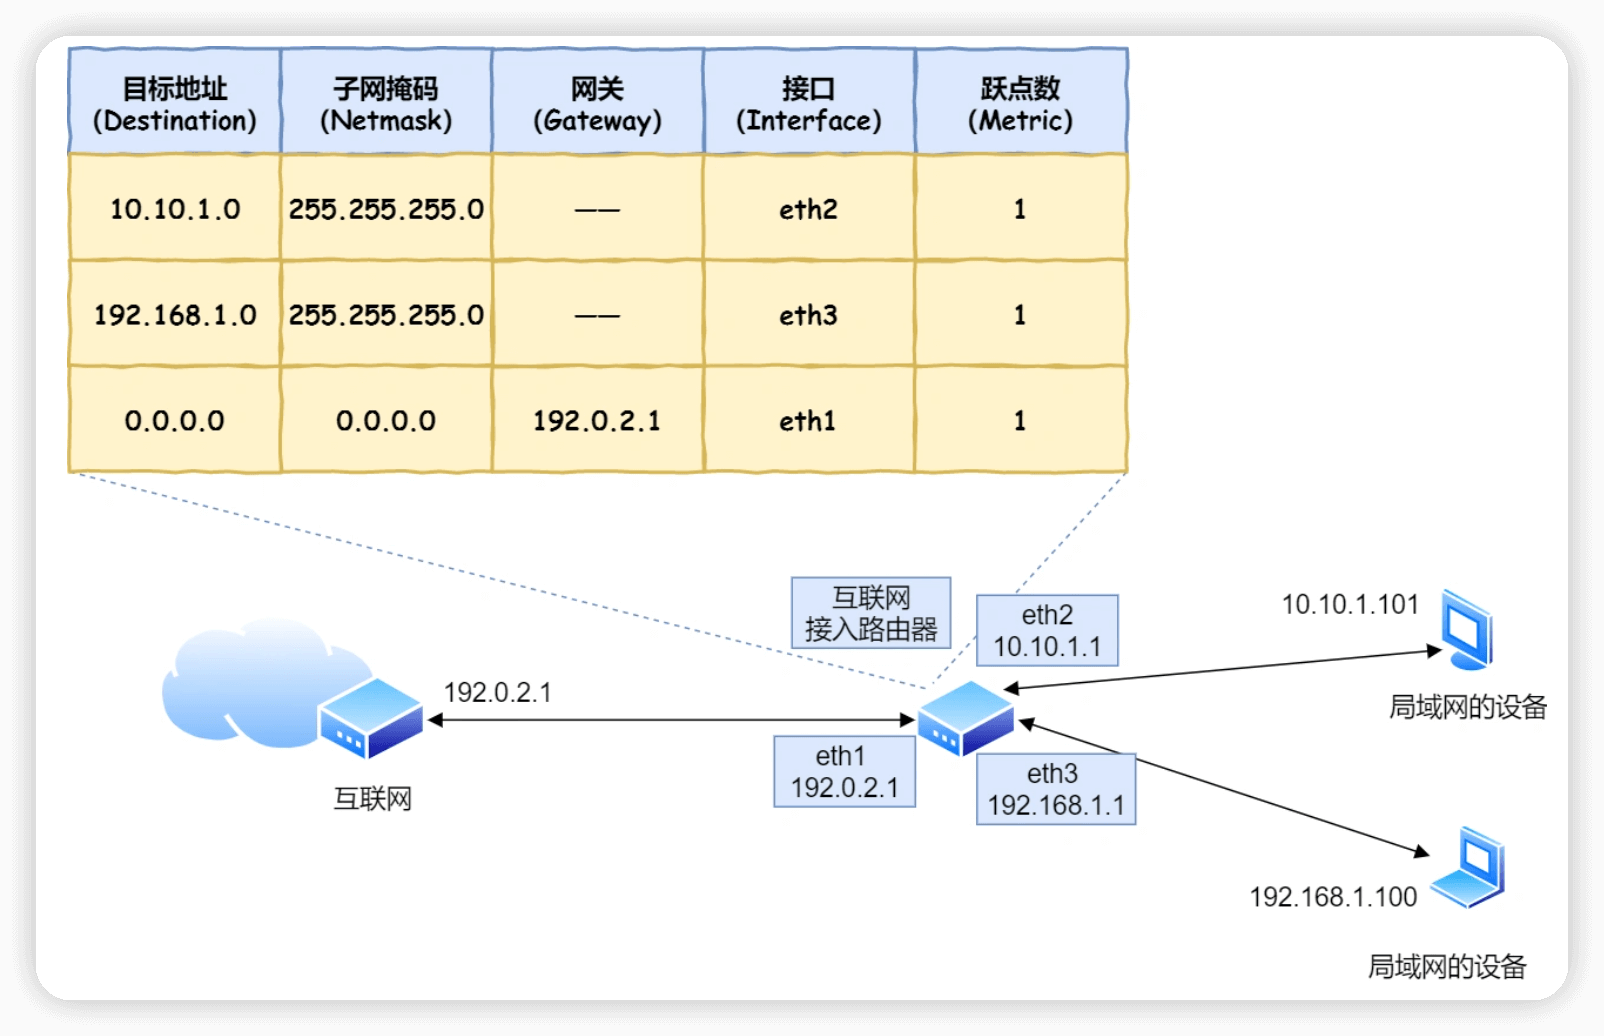 目标地址 子网掩码 网关 接口 跃点数
(Destination) (Netmask) (Gateway) (Interface) (Metric)
10.10.1.0 255.255.255.0 —— eth2 1
192.168.1.0 255.255.255.0 —— eth3 1
0.0.0.0 0.0.0.0 192.0.2.1 eth1 1
互联网
接入路由器
eth2
10.10.1.1
10.10.1.101
局域网的设备
192.0.2.1
互联网
eth1
192.0.2.1
eth3
192.168.1.1
192.168.1.100
局域网的设备